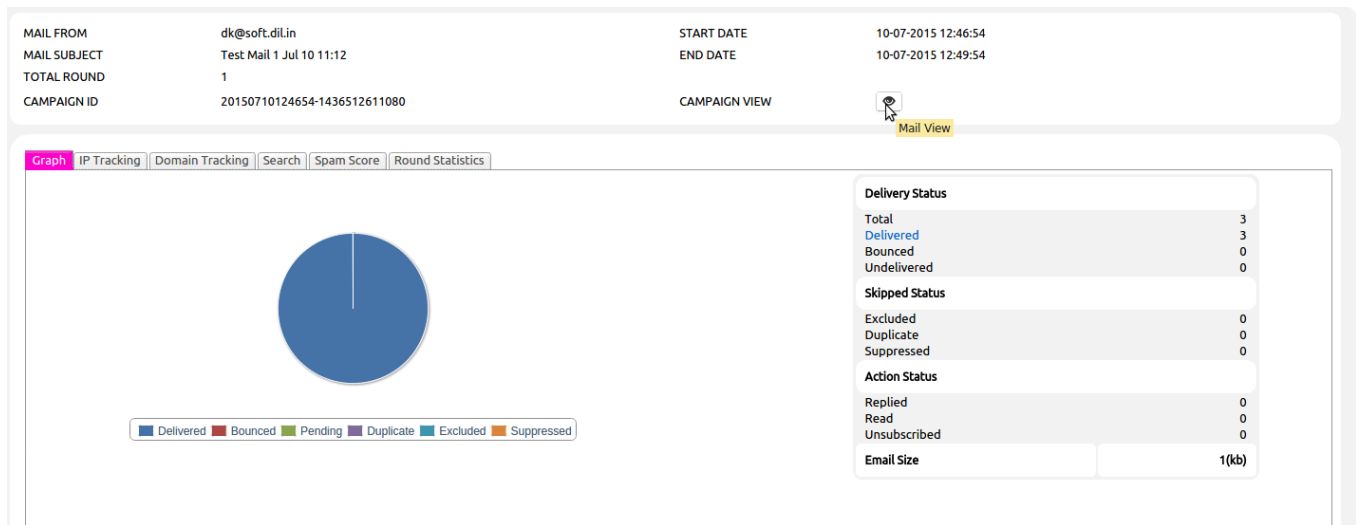 MAIL FROM dk@soft.dil.in START DATE 10-07-2015 12:46:54
MAIL SUBJECT Test Mail 1 Jul 10 11:12 END DATE 10-07-2015 12:49:54
TOTAL ROUND 1
CAMPAIGN ID 20150710124654-1436512611080 CAMPAIGN VIEW
Mail View
Graph IP Tracking Domain Tracking Search Spam Score Round Statistics
Delivery Status
Total 3
Delivered 3
Bounced 0
Undelivered 0
Skipped Status
Excluded 0
Duplicate 0
Suppressed 0
Action Status
Replied 0
Read 0
Unsubscribed 0
Email Size 1(kb)
Delivered Bounced Pending Duplicate Excluded Suppressed